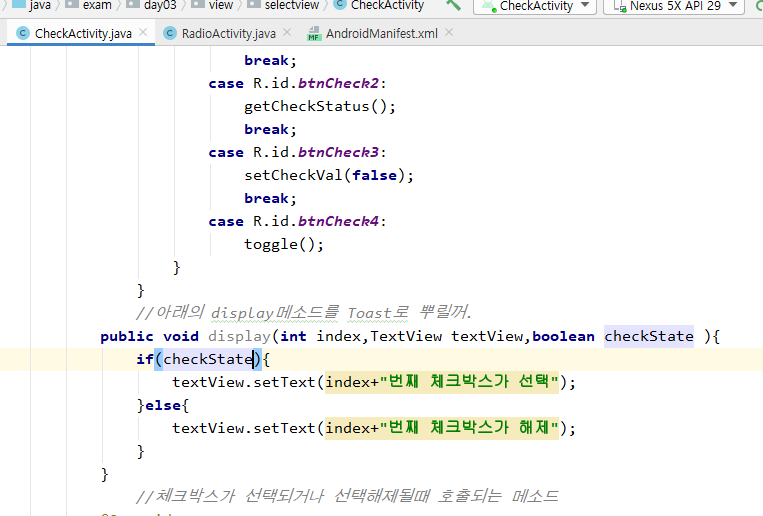 java exam day03 view selectview CheckActivity CheckActivity Nexus 5X API 29
CheckActivity.java RadioActivity.java AndroidManifest.xml
break;
case R.id.btnCheck2:
getCheckStatus();
break;
case R.id.btnCheck3:
setCheckVal(false);
break;
case R.id.btnCheck4:
toggle();
}
}
//아래의 display메소드를 Toast로 뿌릴꺼.
public void display(int index,TextView textView,boolean checkState ){
if(checkState){
textView.setText(index+"번째 체크박스가 선택");
}else{
textView.setText(index+"번째 체크박스가 해제");
}
}
//체크박스가 선택되거나 선택해제될때 호출되는 메소드